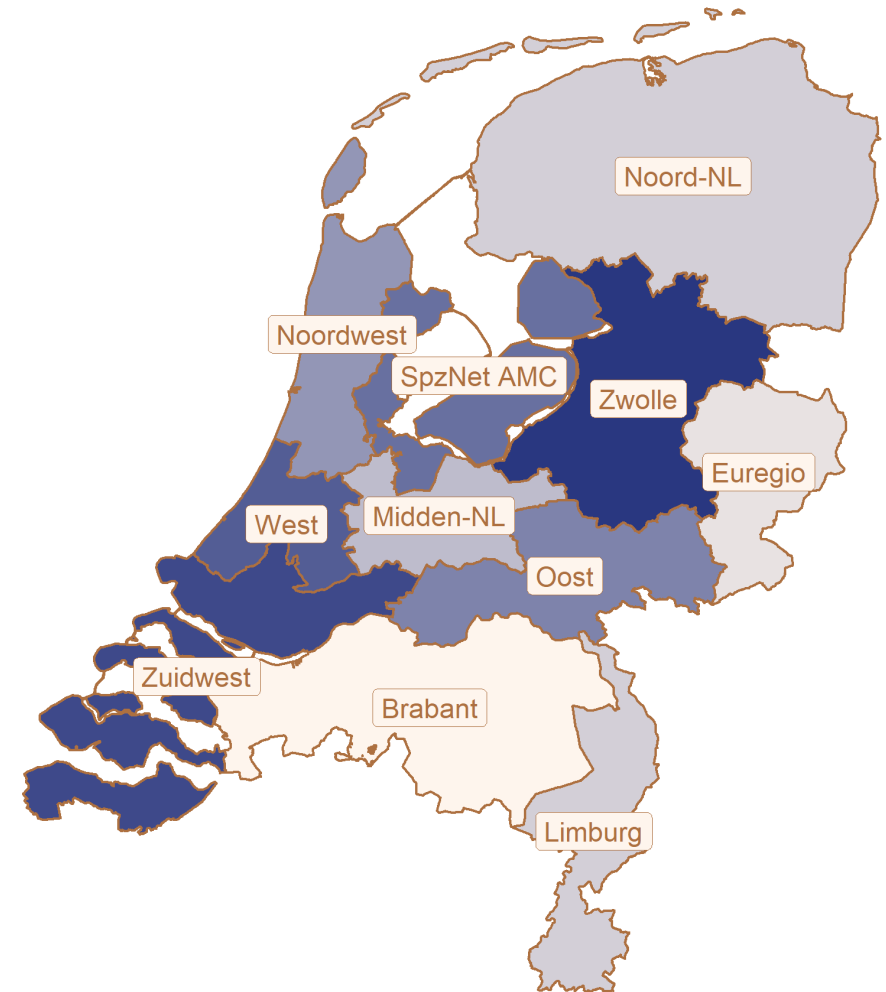 Noord-NL
Noordwest
SpzNet AMC
Zwolle
Euregio
Midden-NL
West
Oost
Zuidwest
Brabant
Limburg